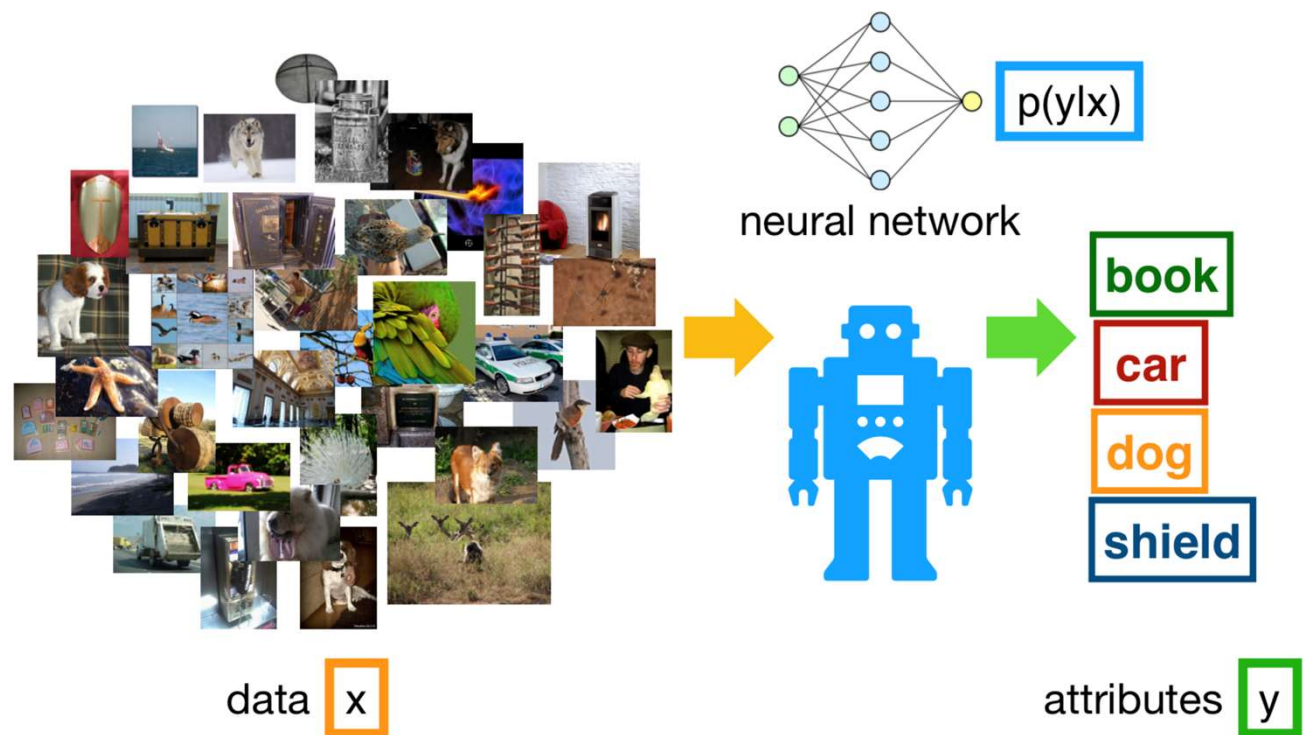 p(y|x)
neural network
book
car
dog
shield
data x
attributes y